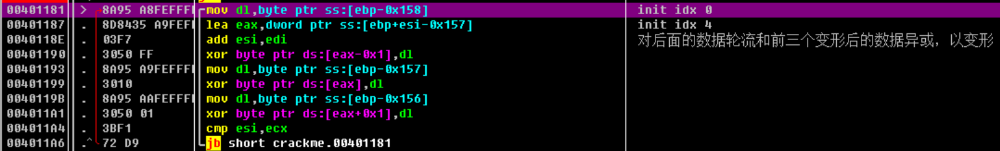 00401181 > 8A95 A8FEFFFF mov dl,byte ptr ss:[ebp-0x158] init idx 0
00401187 . 8D8435 A9FEFF lea eax,dword ptr ss:[ebp+esi-0x157] init idx 4
0040118E . 03F7 add esi,edi 对后面的数据轮流和前三个变形后的数据异或，以变形
00401190 . 3050 FF xor byte ptr ds:[eax-0x1],dl
00401193 . 8A95 A9FEFFFF mov dl,byte ptr ss:[ebp-0x157]
00401199 . 3010 xor byte ptr ds:[eax],dl
0040119B . 8A95 AAFEFFFF mov dl,byte ptr ss:[ebp-0x156]
004011A1 . 3050 01 xor byte ptr ds:[eax+0x1],dl
004011A4 . 3BF1 cmp esi,ecx
004011A6 .^ 72 D9 jb short crackme.00401181